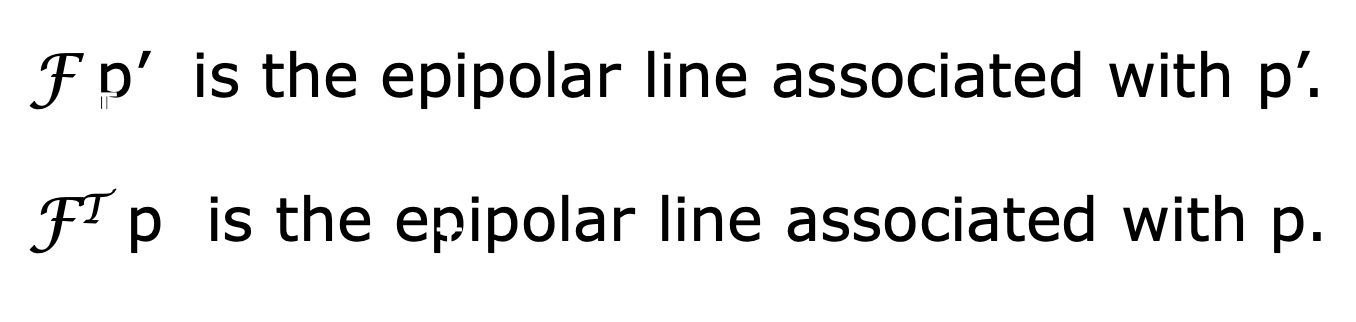 ℱ p′ is the epipolar line associated with p′.
ℱᵀ p is the epipolar line associated with p.